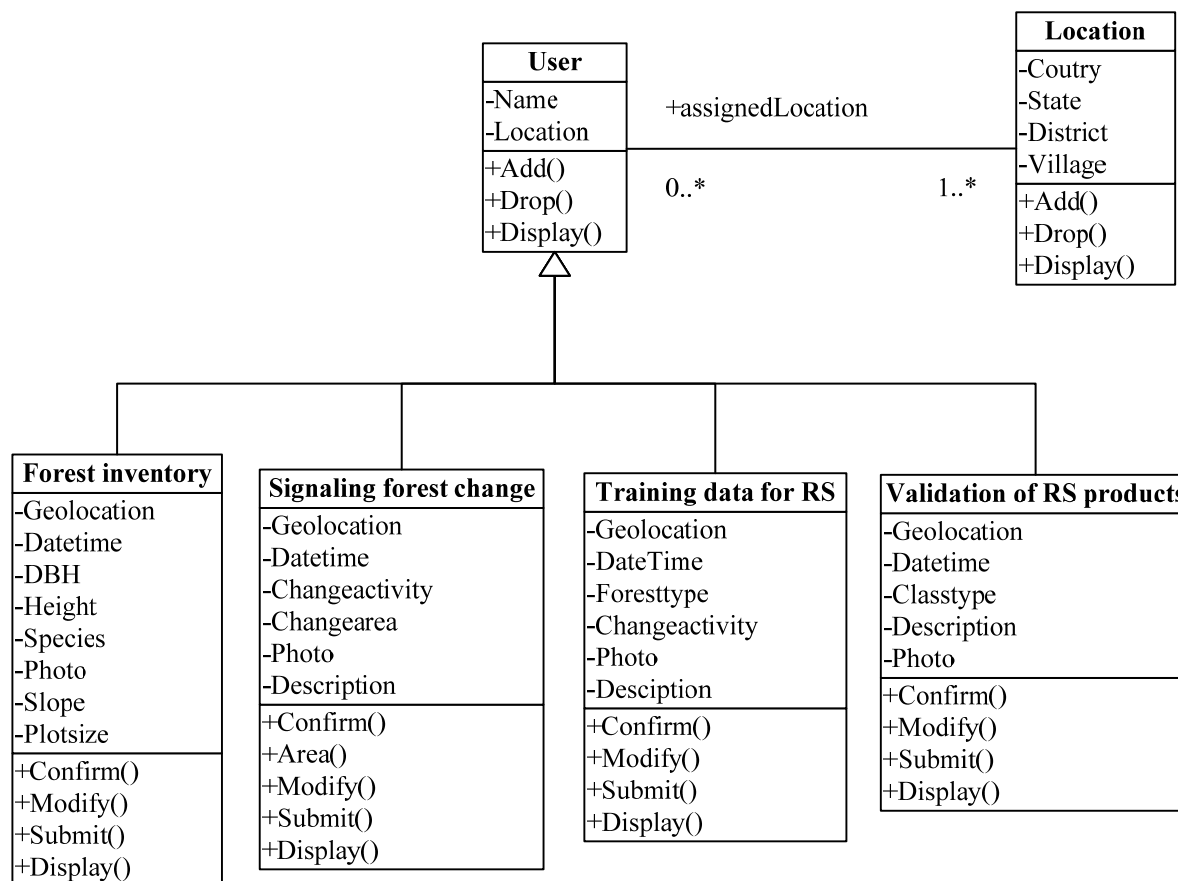 User
-Name
-Location
+Add()
+Drop()
+Display()
+assignedLocation
0..*
1..*
Location
-Coutry
-State
-District
-Village
+Add()
+Drop()
+Display()
Forest inventory
-Geolocation
-Datetime
-DBH
-Height
-Species
-Photo
-Slope
-Plotsize
+Confirm()
+Modify()
+Submit()
+Display()
Signaling forest change
-Geolocation
-Datetime
-Changeactivity
-Changearea
-Photo
-Description
+Confirm()
+Area()
+Modify()
+Submit()
+Display()
Training data for RS
-Geolocation
-DateTime
-Foresttype
-Changeactivity
-Photo
-Desciption
+Confirm()
+Modify()
+Submit()
+Display()
Validation of RS products
-Geolocation
-Datetime
-Classtype
-Description
-Photo
+Confirm()
+Modify()
+Submit()
+Display()